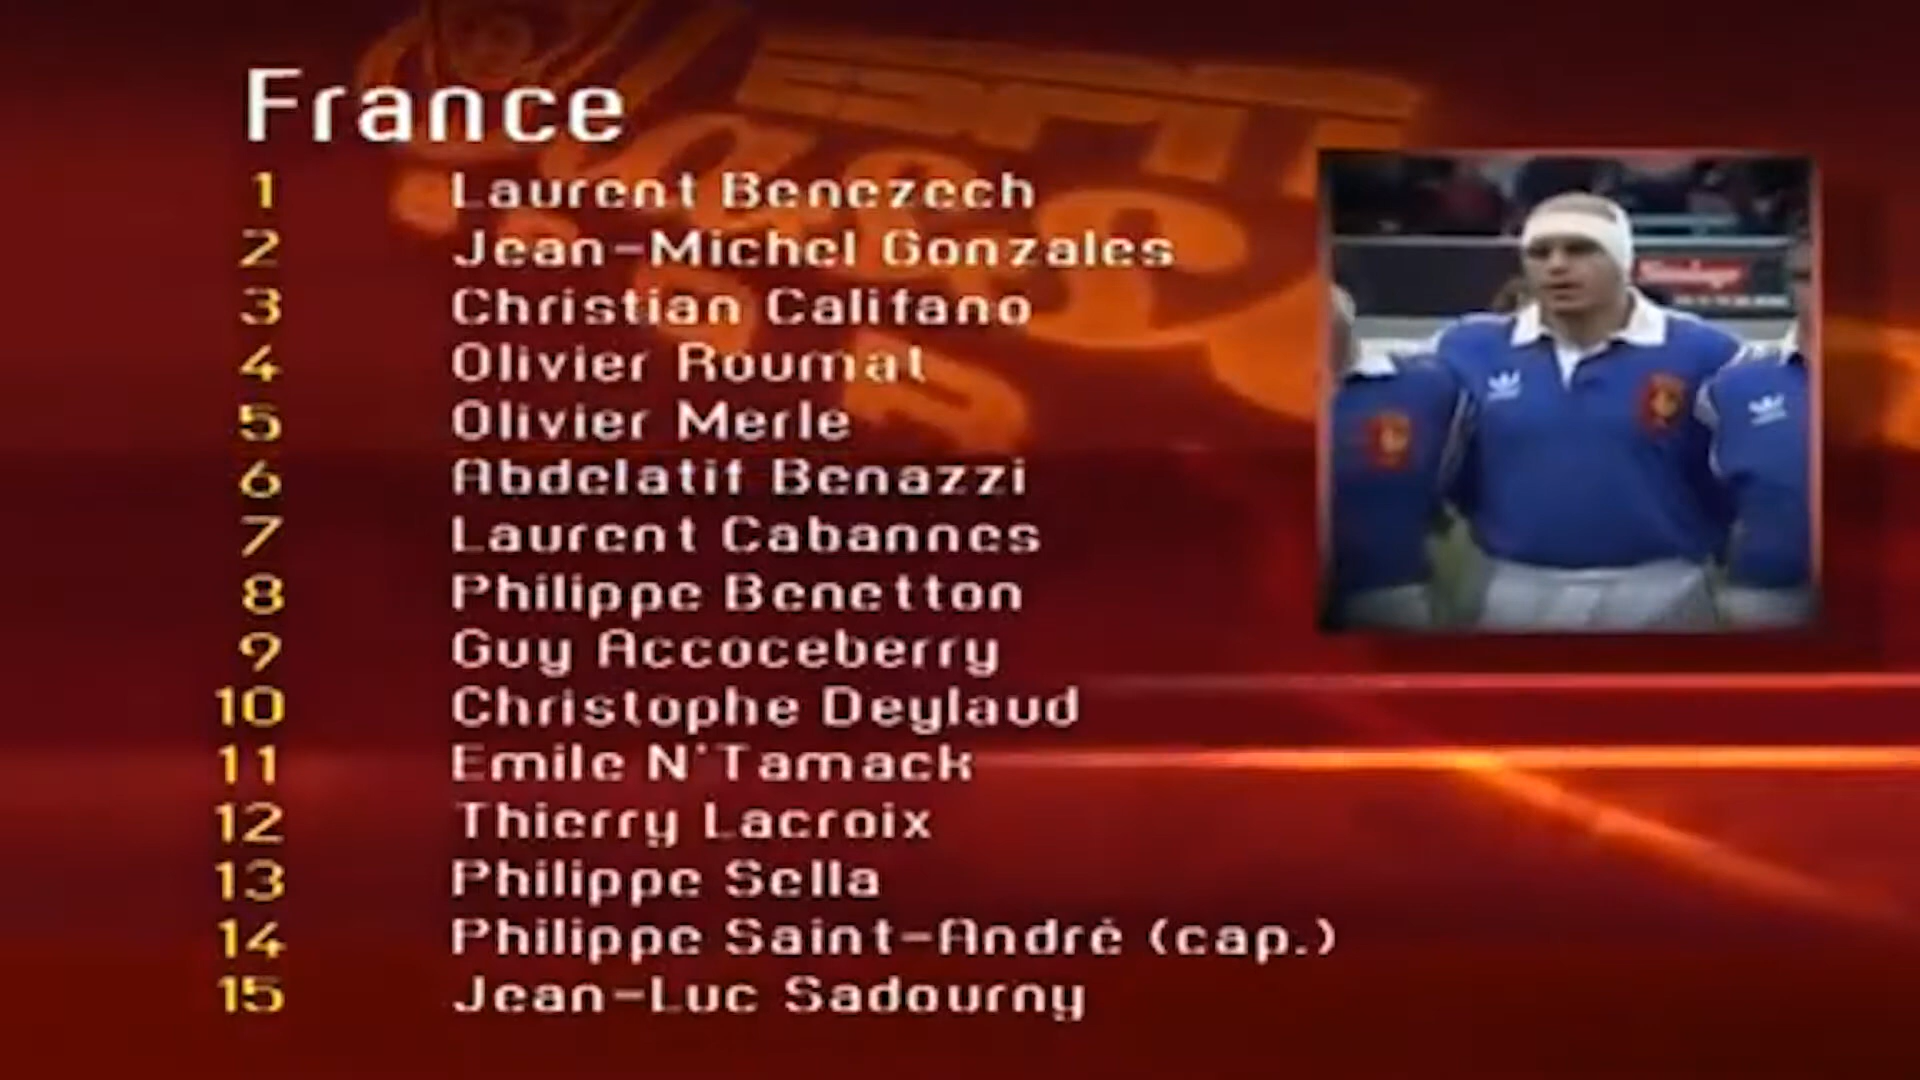 France
1 Laurent Benezech
2 Jean-Michel Gonzales
3 Christian Califano
4 Olivier Roumat
5 Olivier Merle
6 Abdelatif Benazzi
7 Laurent Cabannes
8 Philippe Benetton
9 Guy Accoceberry
10 Christophe Deylaud
11 Emile N'Tamack
12 Thierry Lacroix
13 Philippe Sella
14 Philippe Saint-André (cap.)
15 Jean-Luc Sadourny